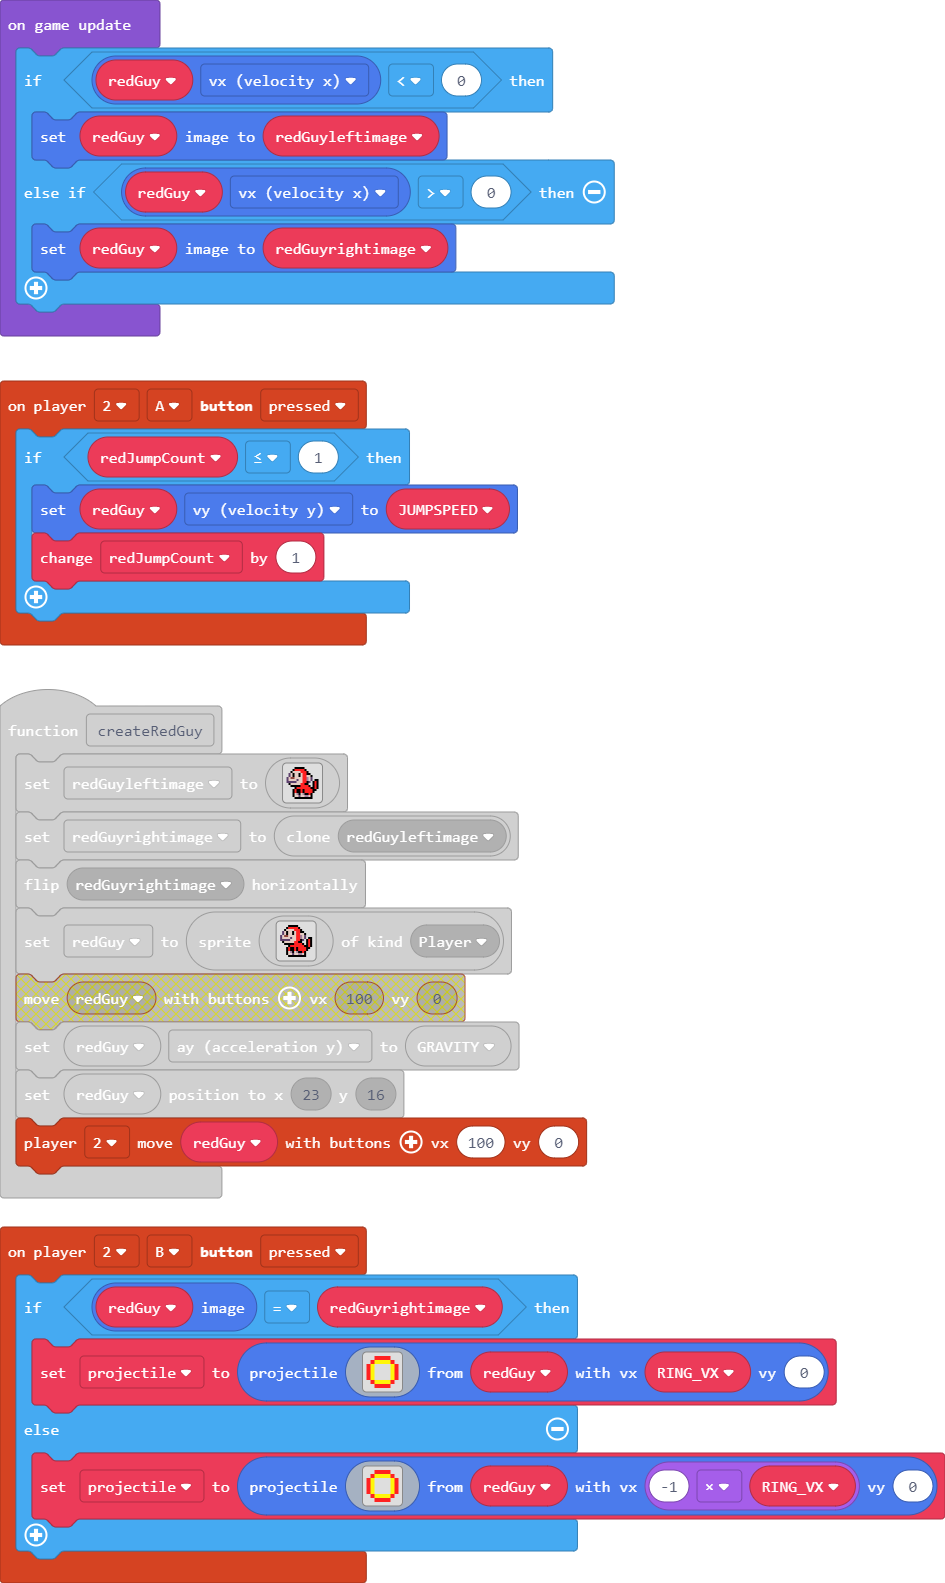 on game update
if redGuy vx (velocity x) < 0 then
set redGuy image to redGuyleftimage
else if redGuy vx (velocity x) > 0 then
set redGuy image to redGuyrightimage
on player 2 A button pressed
if redJumpCount ≤ 1 then
set redGuy vy (velocity y) to JUMPSPEED
change redJumpCount by 1
function createRedGuy
set redGuyleftimage to
set redGuyrightimage to clone redGuyleftimage
flip redGuyrightimage horizontally
set redGuy to sprite of kind Player
move redGuy with buttons vx 100 vy 0
set redGuy ay (acceleration y) to GRAVITY
set redGuy position to x 23 y 16
player 2 move redGuy with buttons vx 100 vy 0
on player 2 B button pressed
if redGuy image = redGuyrightimage then
set projectile to projectile from redGuy with vx RING_VX vy 0
else
set projectile to projectile from redGuy with vx -1 × RING_VX vy 0